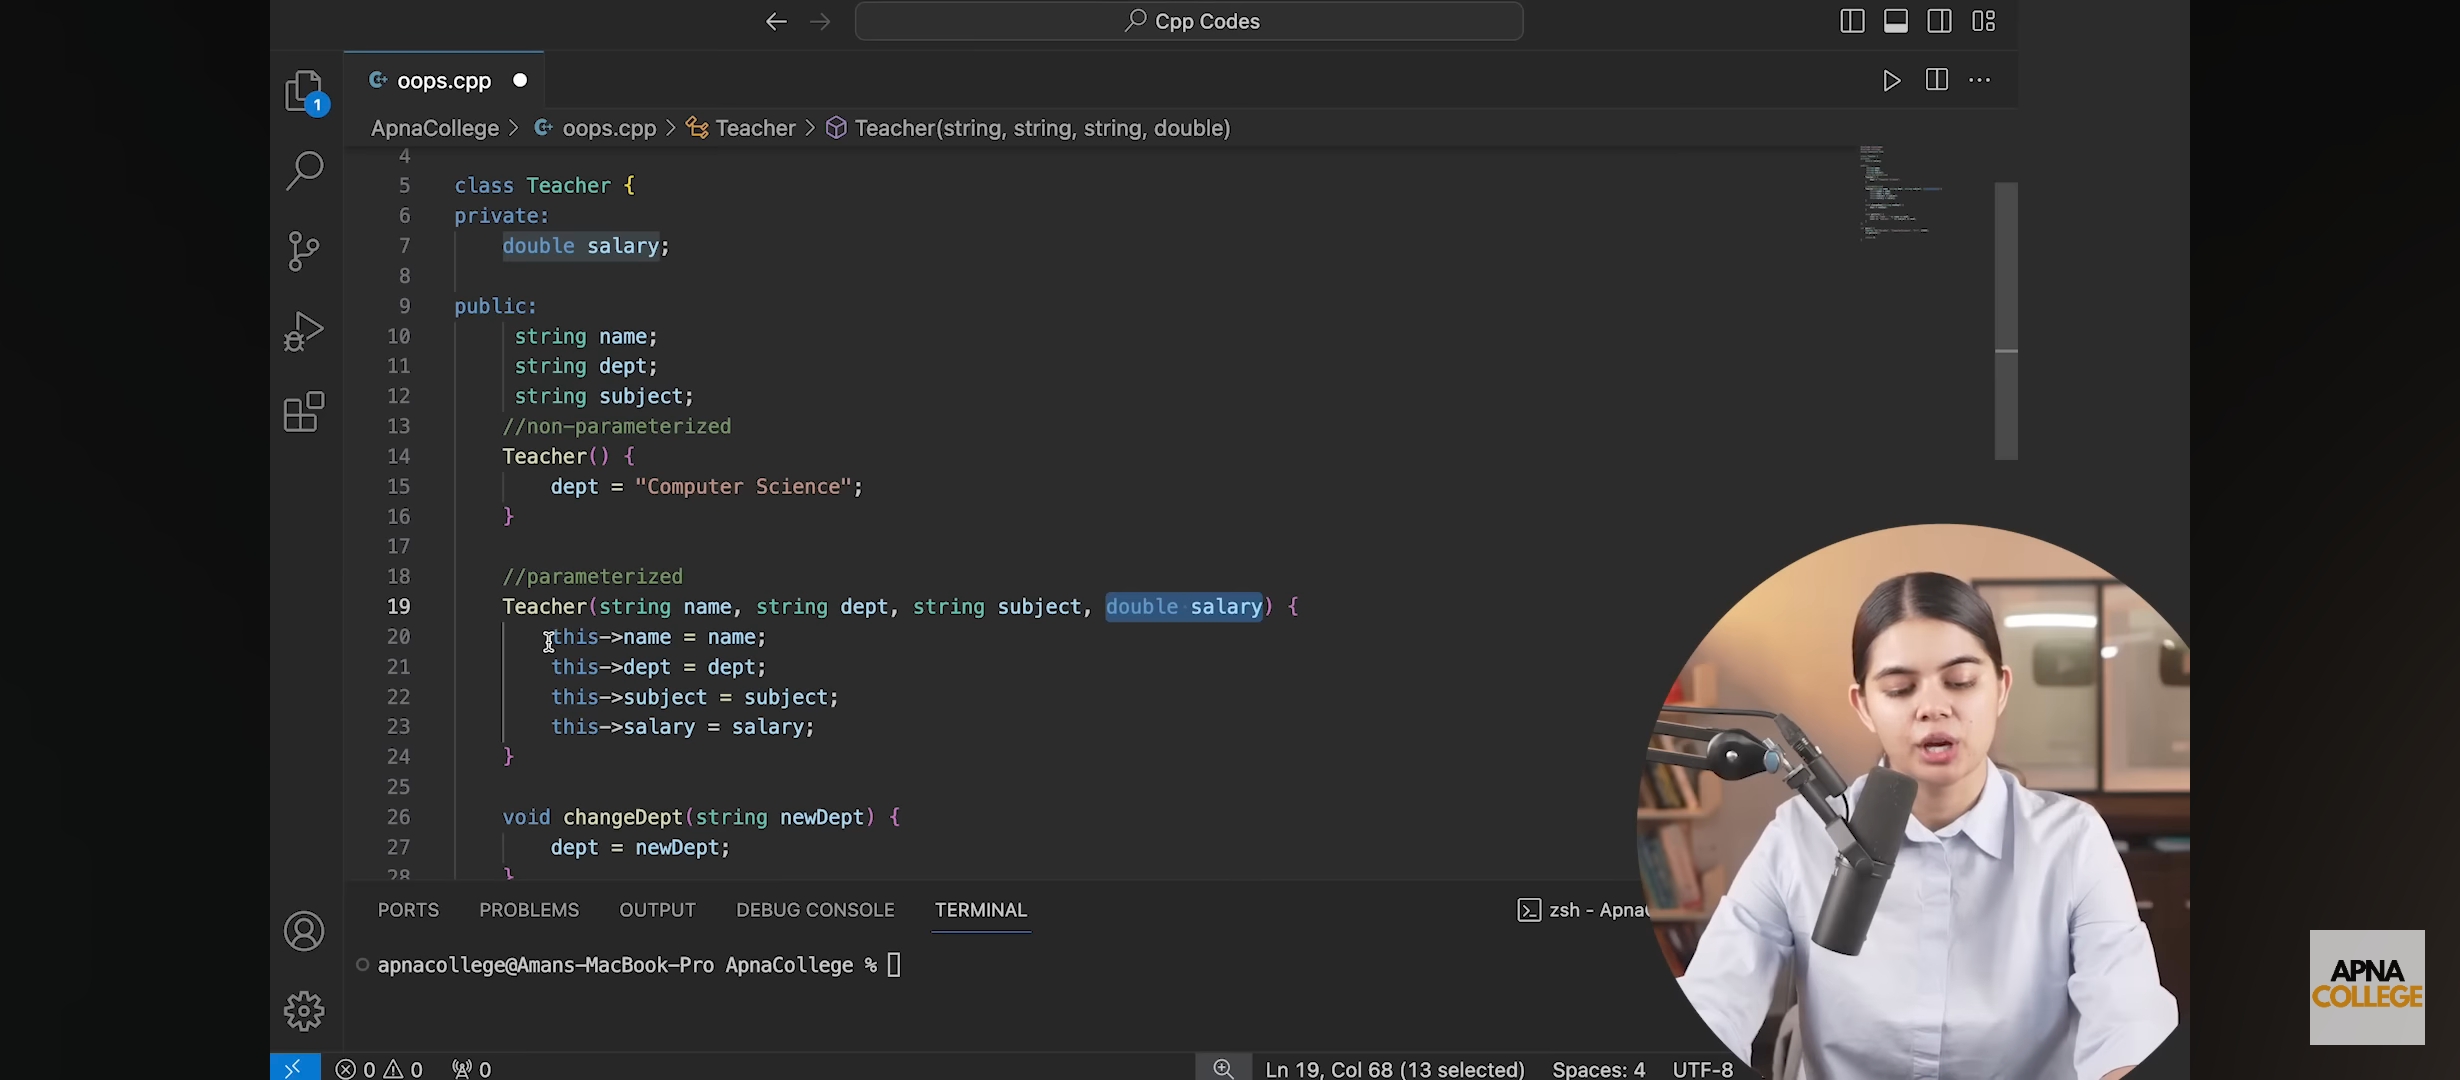 Cpp Codes
oops.cpp
1
ApnaCollege > oops.cpp > Teacher > Teacher(string, string, string, double)
4
5 class Teacher {
6 private:
7 double salary;
8
9 public:
10 string name;
11 string dept;
12 string subject;
13 //non-parameterized
14 Teacher() {
15 dept = "Computer Science";
16 }
17
18 //parameterized
19 Teacher(string name, string dept, string subject, double salary) {
20 this->name = name;
21 this->dept = dept;
22 this->subject = subject;
23 this->salary = salary;
24 }
25
26 void changeDept(string newDept) {
27 dept = newDept;
28 }
PORTS PROBLEMS OUTPUT DEBUG CONSOLE TERMINAL zsh - Apna
apnacollege@Amans-MacBook-Pro ApnaCollege %
APNA
COLLEGE
0 0 0 Ln 19, Col 68 (13 selected) Spaces: 4 UTF-8